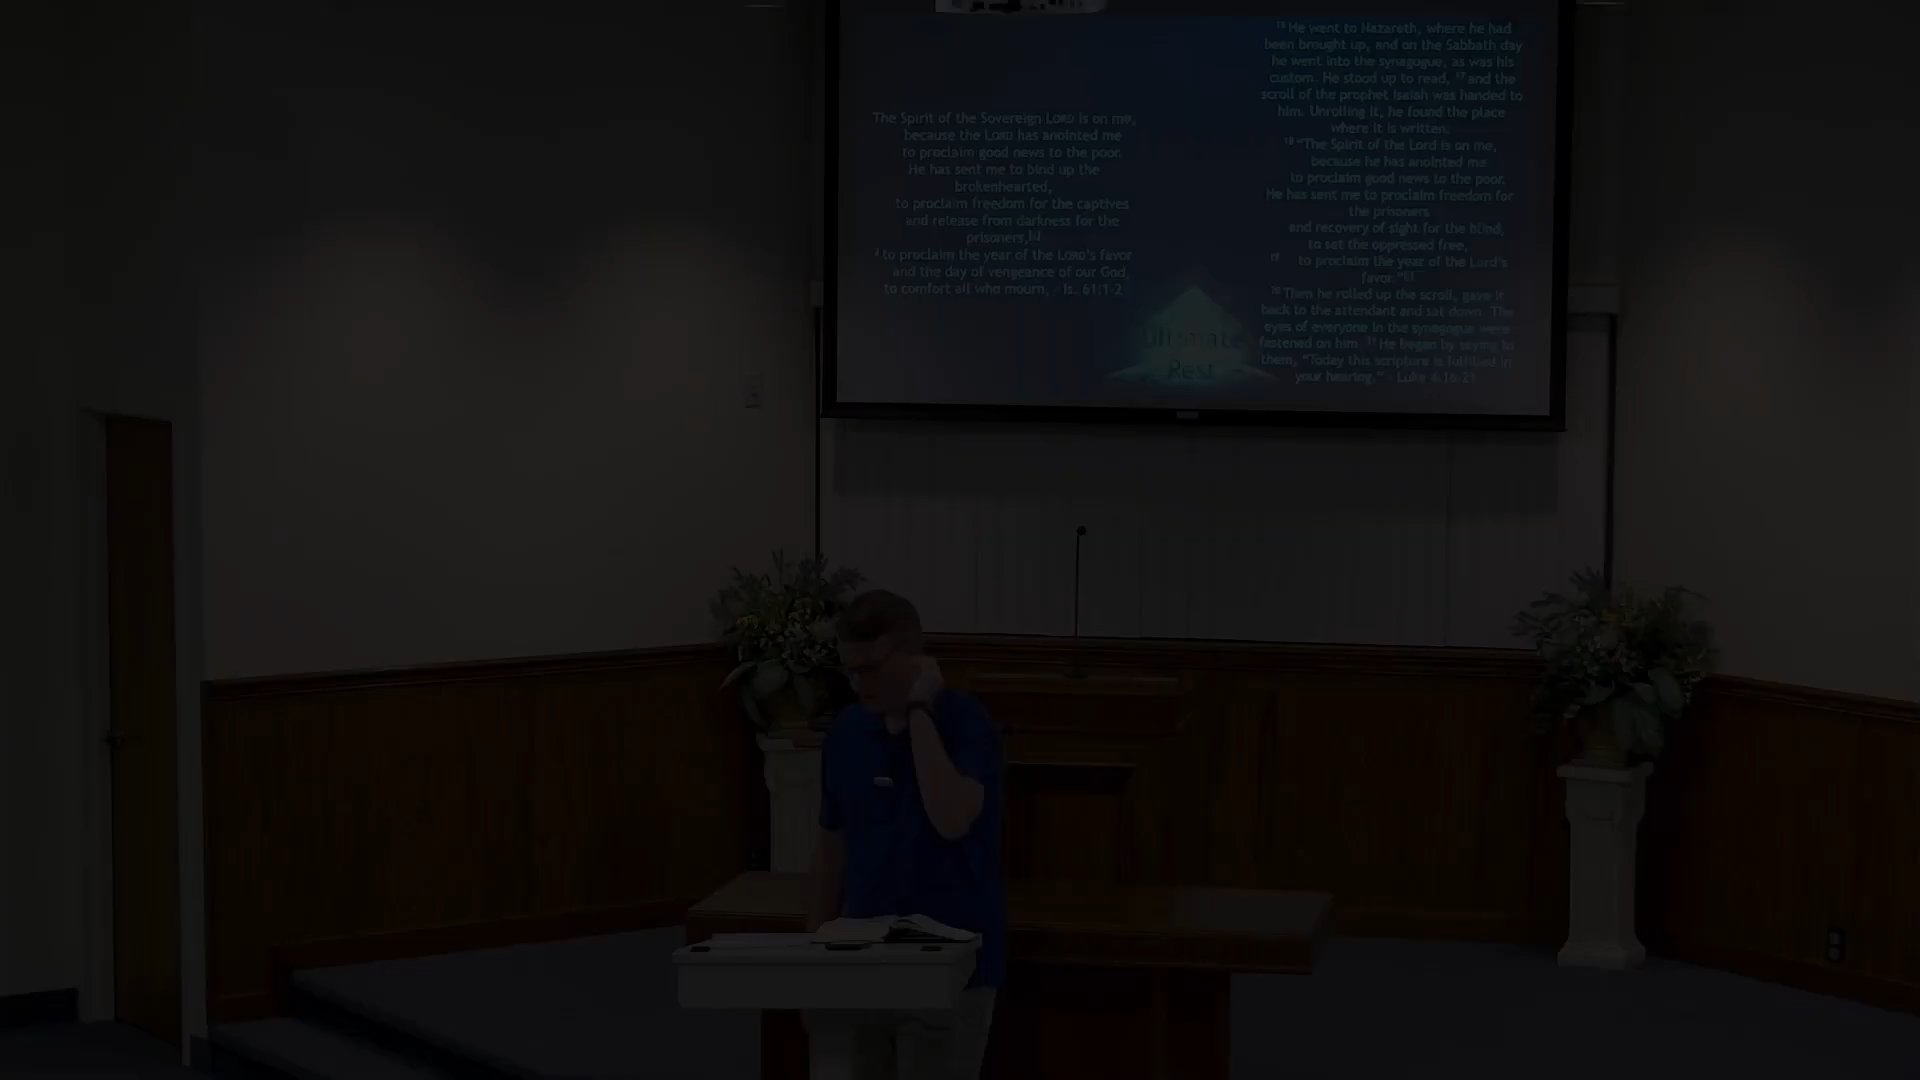 The Spirit of the Sovereign LORD is on me,
because the LORD has anointed me
to proclaim good news to the poor.
He has sent me to bind up the
brokenhearted,
to proclaim freedom for the captives
and release from darkness for the
prisoners,
2 to proclaim the year of the LORD's favor
and the day of vengeance of our God,
to comfort all who mourn, - Is. 61:1-2
Ultimate
Rest
16 He went to Nazareth, where he had
been brought up, and on the Sabbath day
he went into the synagogue, as was his
custom. He stood up to read, 17 and the
scroll of the prophet Isaiah was handed to
him. Unrolling it, he found the place
where it is written:
18 "The Spirit of the Lord is on me,
because he has anointed me
to proclaim good news to the poor.
He has sent me to proclaim freedom for
the prisoners
and recovery of sight for the blind,
to set the oppressed free,
19 to proclaim the year of the Lord's
favor."
20 Then he rolled up the scroll, gave it
back to the attendant and sat down. The
eyes of everyone in the synagogue were
fastened on him. 21 He began by saying to
them, "Today this scripture is fulfilled in
your hearing." - Luke 4:16-21